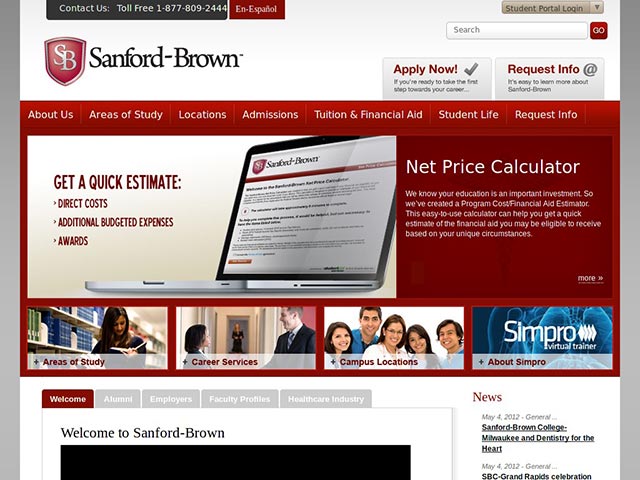 Contact Us:   Toll Free 1-877-809-2444
En-Español
Student Portal Login
Search
GO
SB
Sanford-Brown™
Apply Now!
If you're ready to take the first
step towards your career...
Request Info @
It's easy to learn more about
Sanford-Brown
About Us
Areas of Study
Locations
Admissions
Tuition & Financial Aid
Student Life
Request Info
GET A QUICK ESTIMATE:
› DIRECT COSTS
› ADDITIONAL BUDGETED EXPENSES
› AWARDS
Sanford-Brown
Net Price Calculator
We know your education is an important investment. So
we've created a Program Cost/Financial Aid Estimator.
This easy-to-use calculator can help you get a quick
estimate of the financial aid you may be eligible to receive
based on your unique circumstances.
more »
+ Areas of Study
+ Career Services
+ Campus Locations
Simpro
virtual trainer
+ About Simpro
Welcome
Alumni
Employers
Faculty Profiles
Healthcare Industry
Welcome to Sanford-Brown
News
May 4, 2012 - General ...
Sanford-Brown College-
Milwaukee and Dentistry for the
Heart
May 4, 2012 - General ...
SBC-Grand Rapids celebration